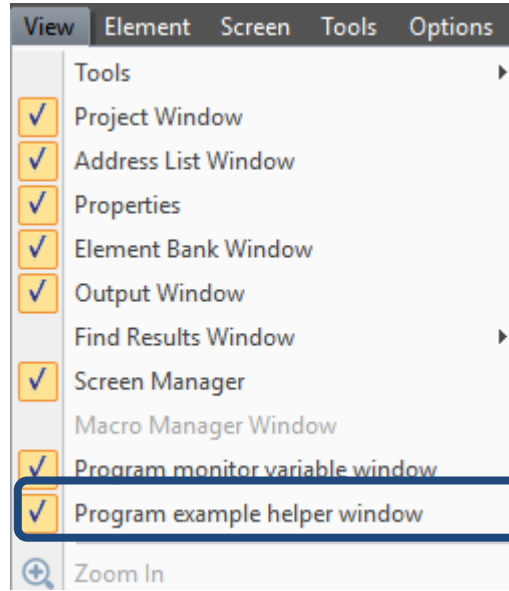 View Element Screen Tools Options
Tools
Project Window
Address List Window
Properties
Element Bank Window
Output Window
Find Results Window
Screen Manager
Macro Manager Window
Program monitor variable window
Program example helper window
Zoom In